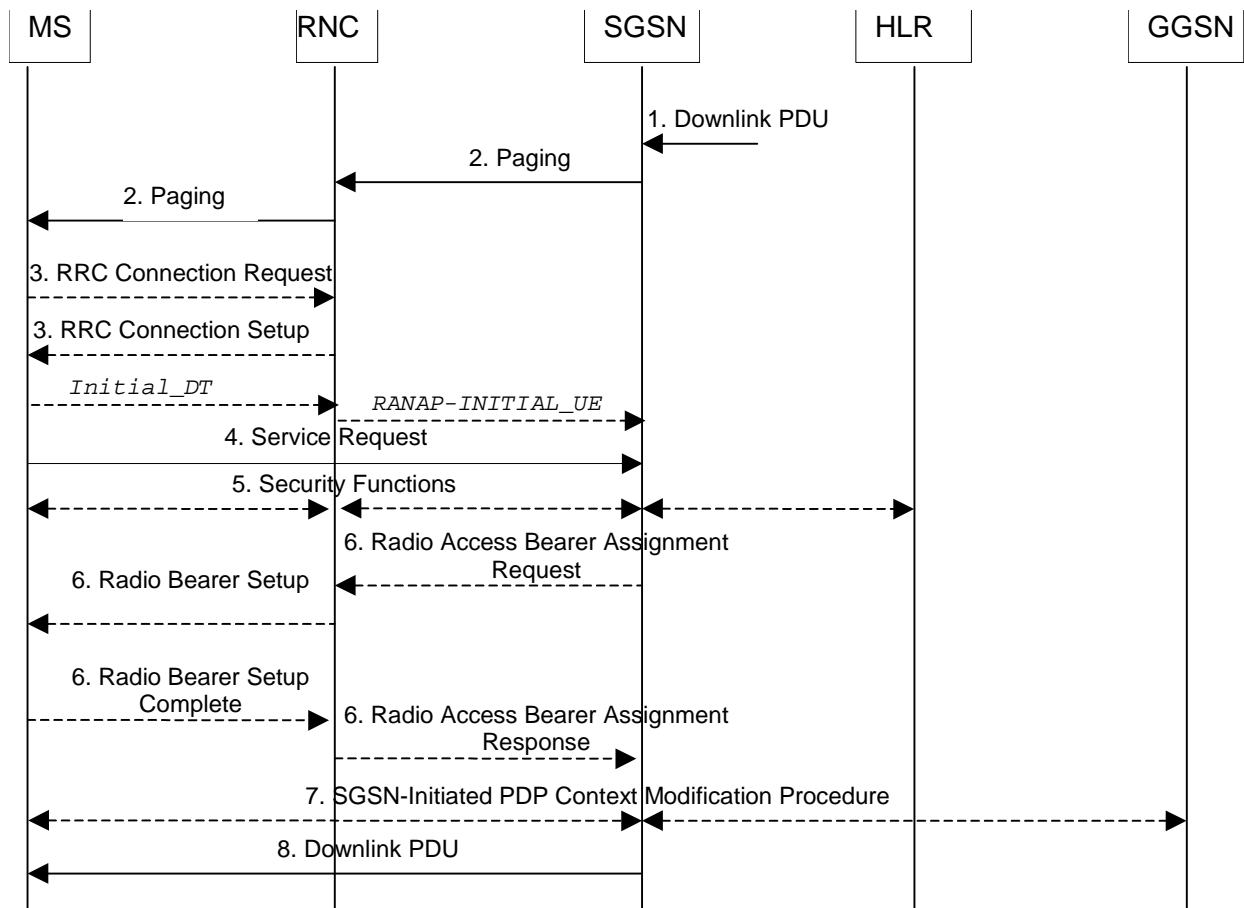 MS
RNC
SGSN
HLR
GGSN
1. Downlink PDU
2. Paging
2. Paging
3. RRC Connection Request
3. RRC Connection Setup
Initial_DT
RANAP-INITIAL_UE
4. Service Request
5. Security Functions
6. Radio Access Bearer Assignment
Request
6. Radio Bearer Setup
6. Radio Bearer Setup
Complete
6. Radio Access Bearer Assignment
Response
7. SGSN-Initiated PDP Context Modification Procedure
8. Downlink PDU